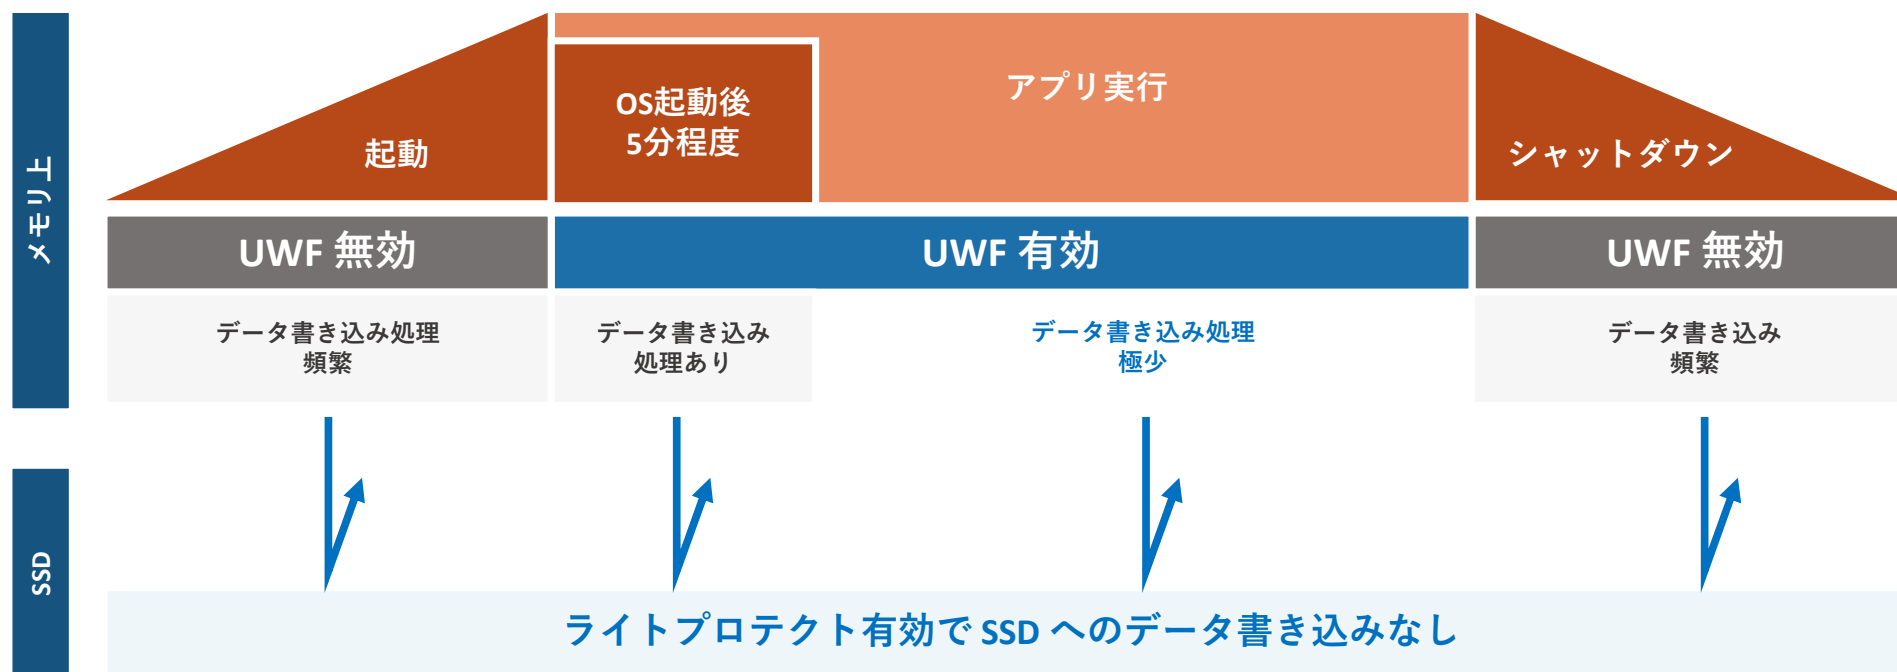 メモリ上
起動
OS起動後
5分程度
アプリ実行
シャットダウン
UWF 無効
UWF 有効
UWF 無効
データ書き込み処理
頻繁
データ書き込み
処理あり
データ書き込み処理
極少
データ書き込み
頻繁
SSD
ライトプロテクト有効で SSD へのデータ書き込みなし